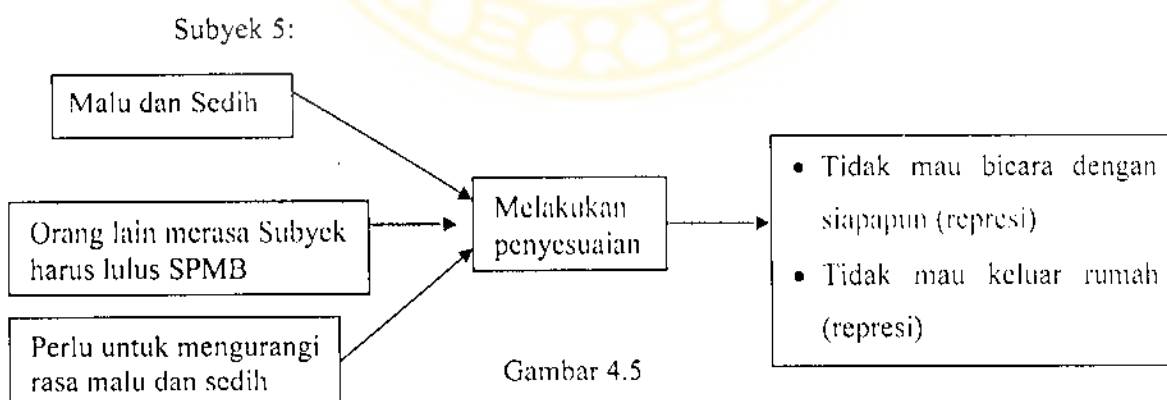 Subyek 5:
Malu dan Sedih
Orang lain merasa Subyek
harus lulus SPMB
Perlu untuk mengurangi
rasa malu dan sedih
Melakukan
penyesuaian
• Tidak mau bicara dengan
siapapun (represi)
• Tidak mau keluar rumah
(represi)
Gambar 4.5